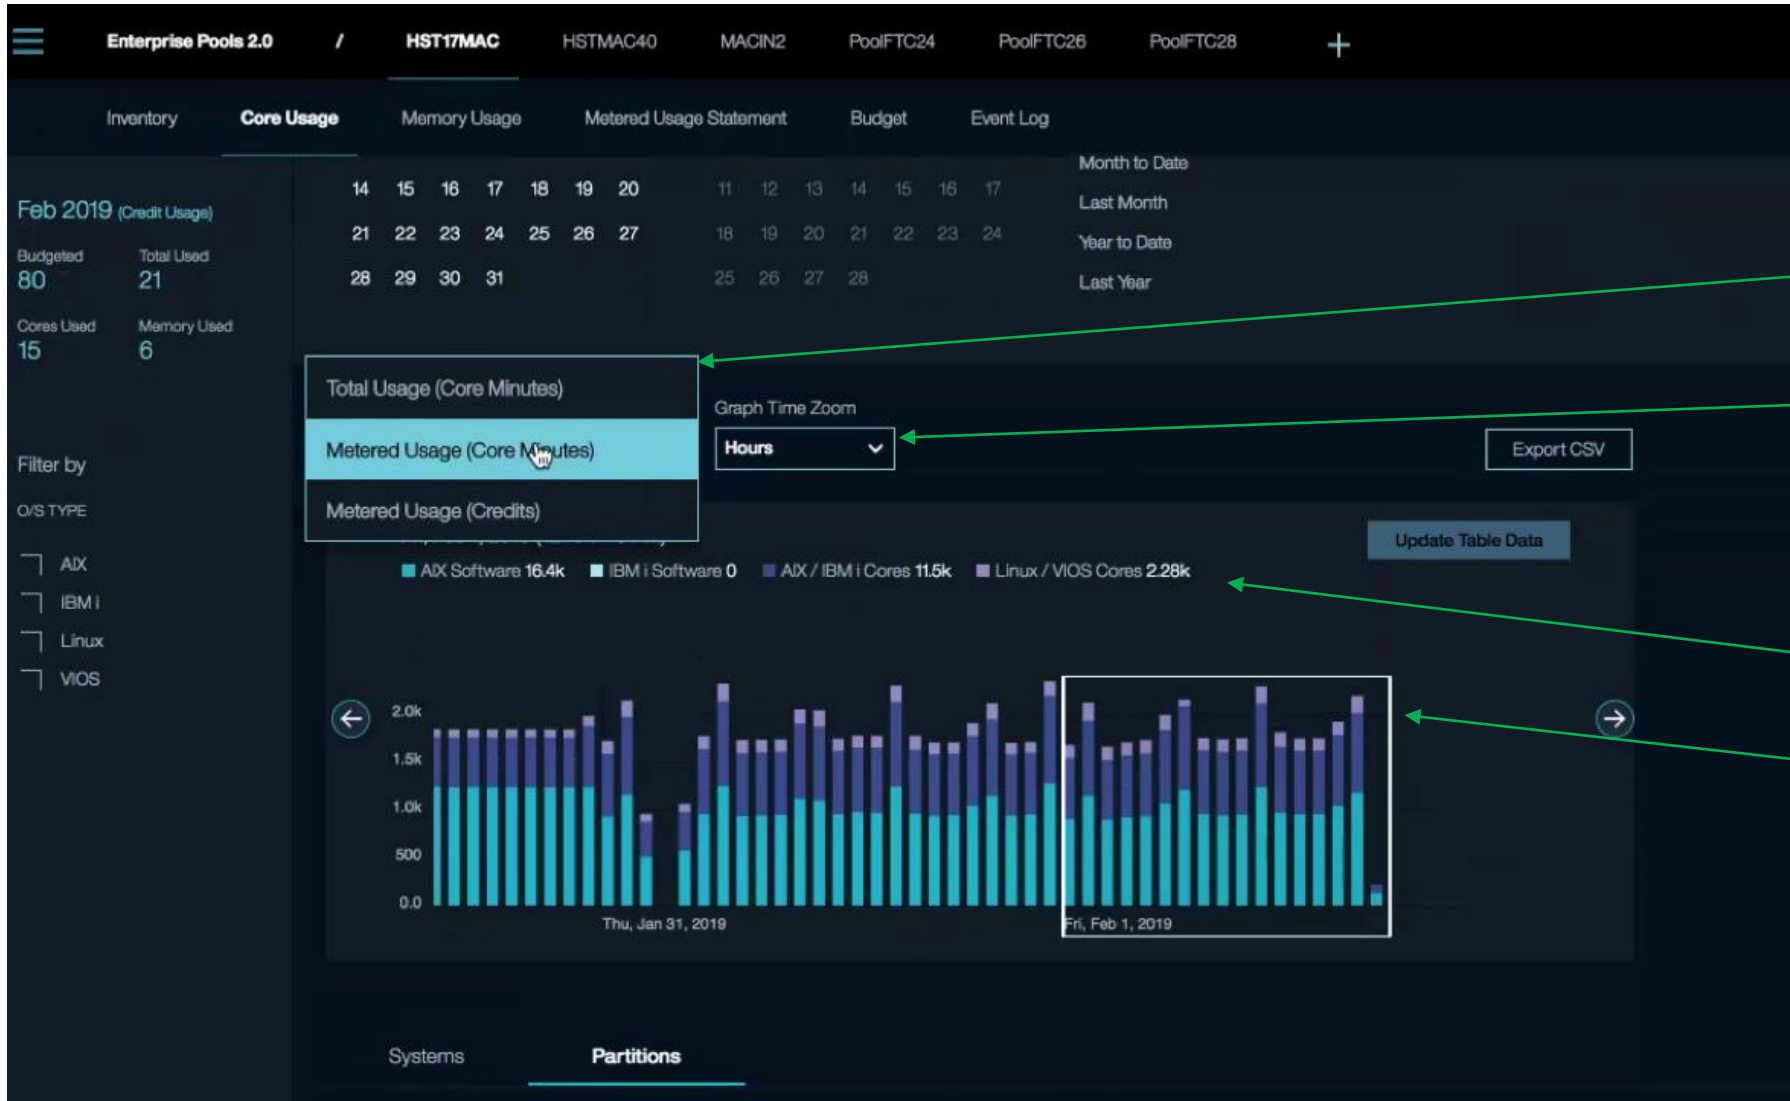 Enterprise Pools 2.0 / HST17MAC HSTMAC40 MACIN2 PoolFTC24 PoolFTC26 PoolFTC28 +
Inventory Core Usage Memory Usage Metered Usage Statement Budget Event Log
Feb 2019 (Credit Usage)
Budgeted Total Used
80 21
Cores Used Memory Used
15 6
Filter by
O/S TYPE
AIX
IBM i
Linux
VIOS
14 15 16 17 18 19 20 11 12 13 14 15 16 17
21 22 23 24 25 26 27 18 19 20 21 22 23 24
28 29 30 31 25 26 27 28
Month to Date
Last Month
Year to Date
Last Year
Total Usage (Core Minutes)
Metered Usage (Core Minutes)
Metered Usage (Credits)
Graph Time Zoom
Hours
Export CSV
Update Table Data
AIX Software 16.4k IBM i Software 0 AIX / IBM i Cores 11.5k Linux / VIOS Cores 2.28k
2.0k
1.5k
1.0k
500
0.0
Thu, Jan 31, 2019 Fri, Feb 1, 2019
Systems Partitions